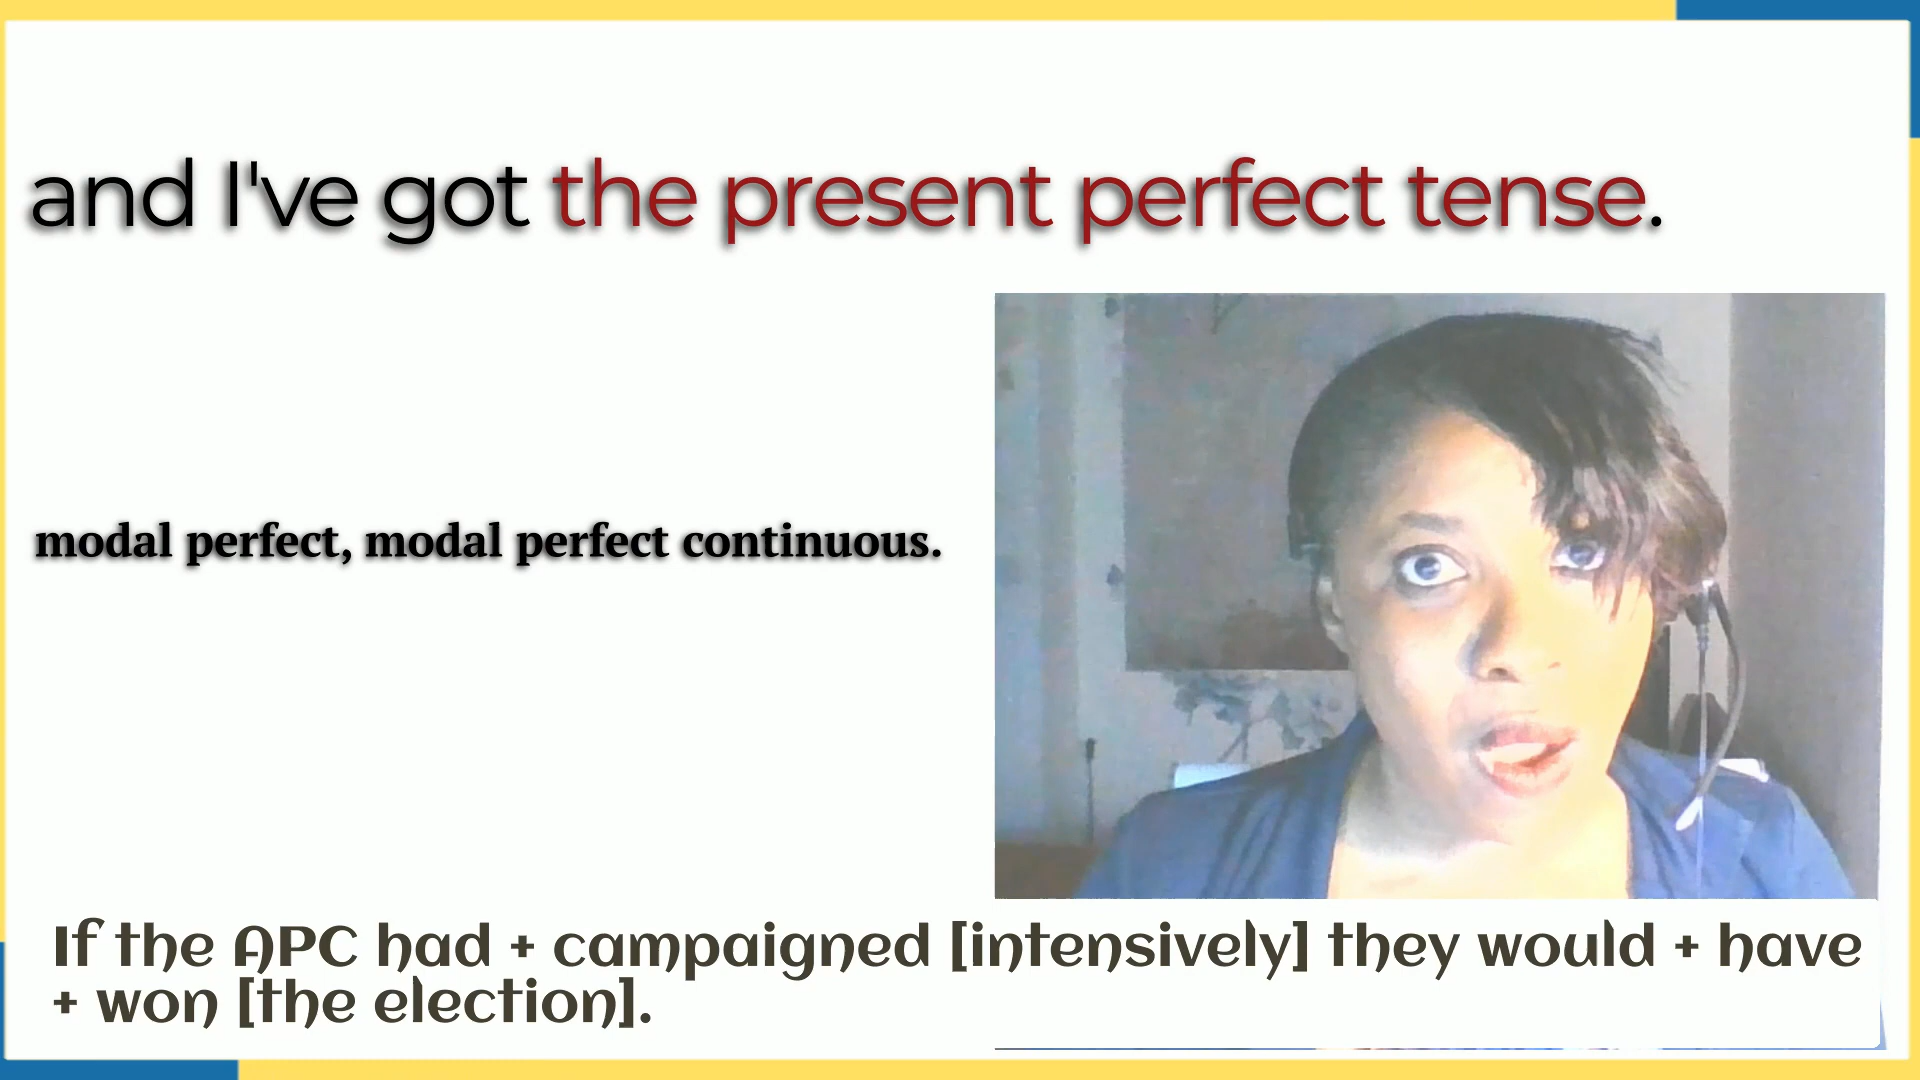 and I've got the present perfect tense.
modal perfect, modal perfect continuous.
If the APC had + campaigned [intensively] they would + have
+ won [the election].